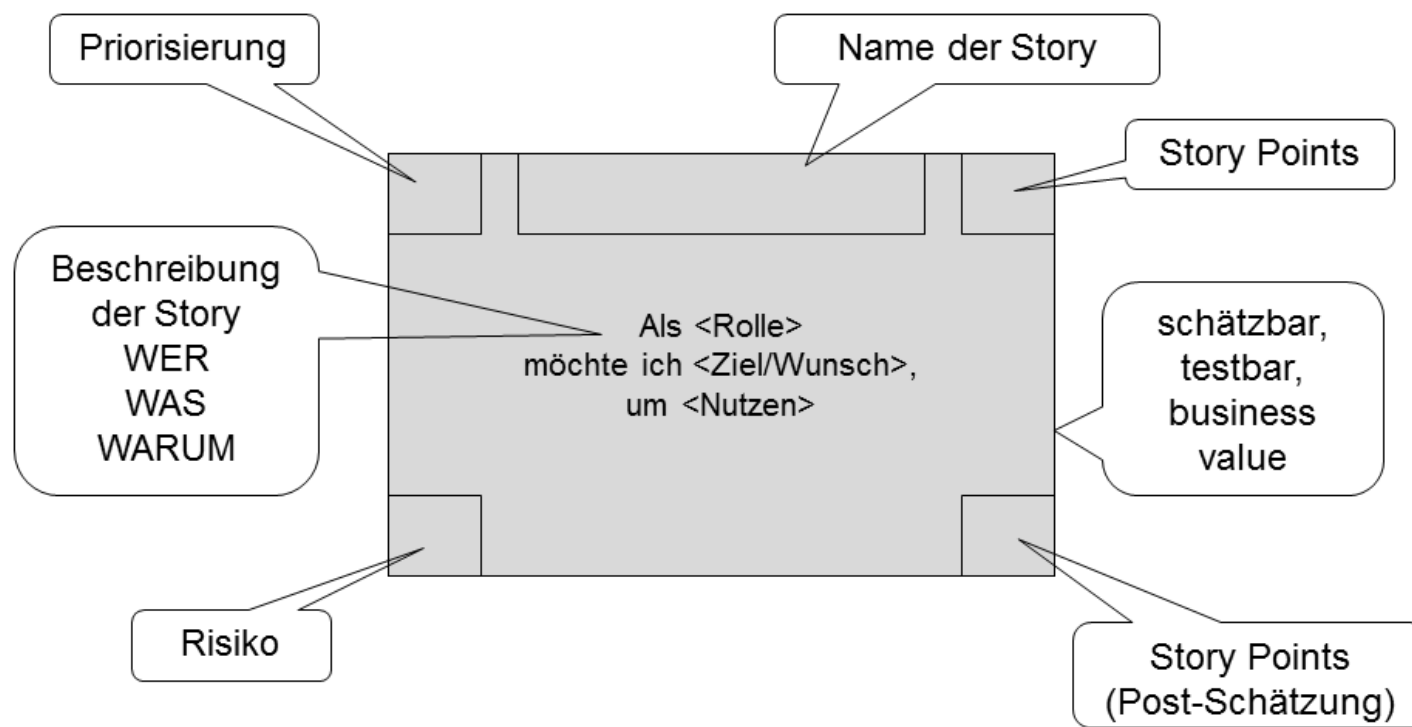 Priorisierung
Name der Story
Story Points
Beschreibung
der Story
WER
WAS
WARUM
Als <Rolle>
möchte ich <Ziel/Wunsch>,
um <Nutzen>
schätzbar,
testbar,
business
value
Risiko
Story Points
(Post-Schätzung)